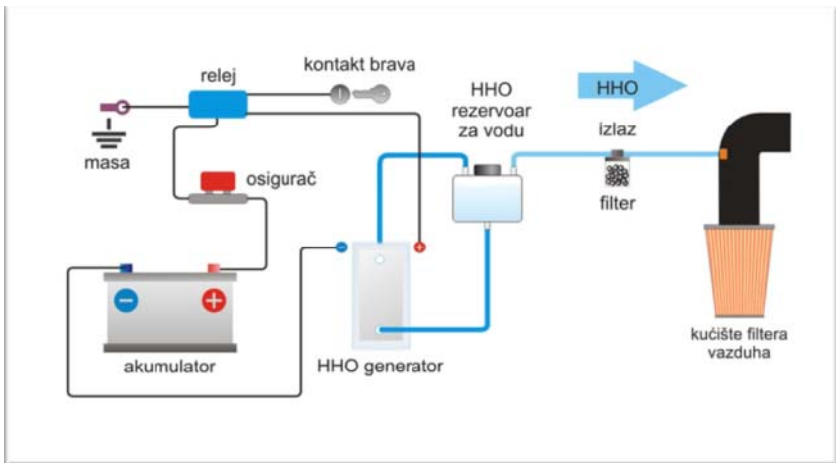 relej
kontakt brava
HHO
rezervoar
za vodu
HHO
izlaz
masa
osigurač
filter
akumulator
HHO generator
kućište filtera
vazduha